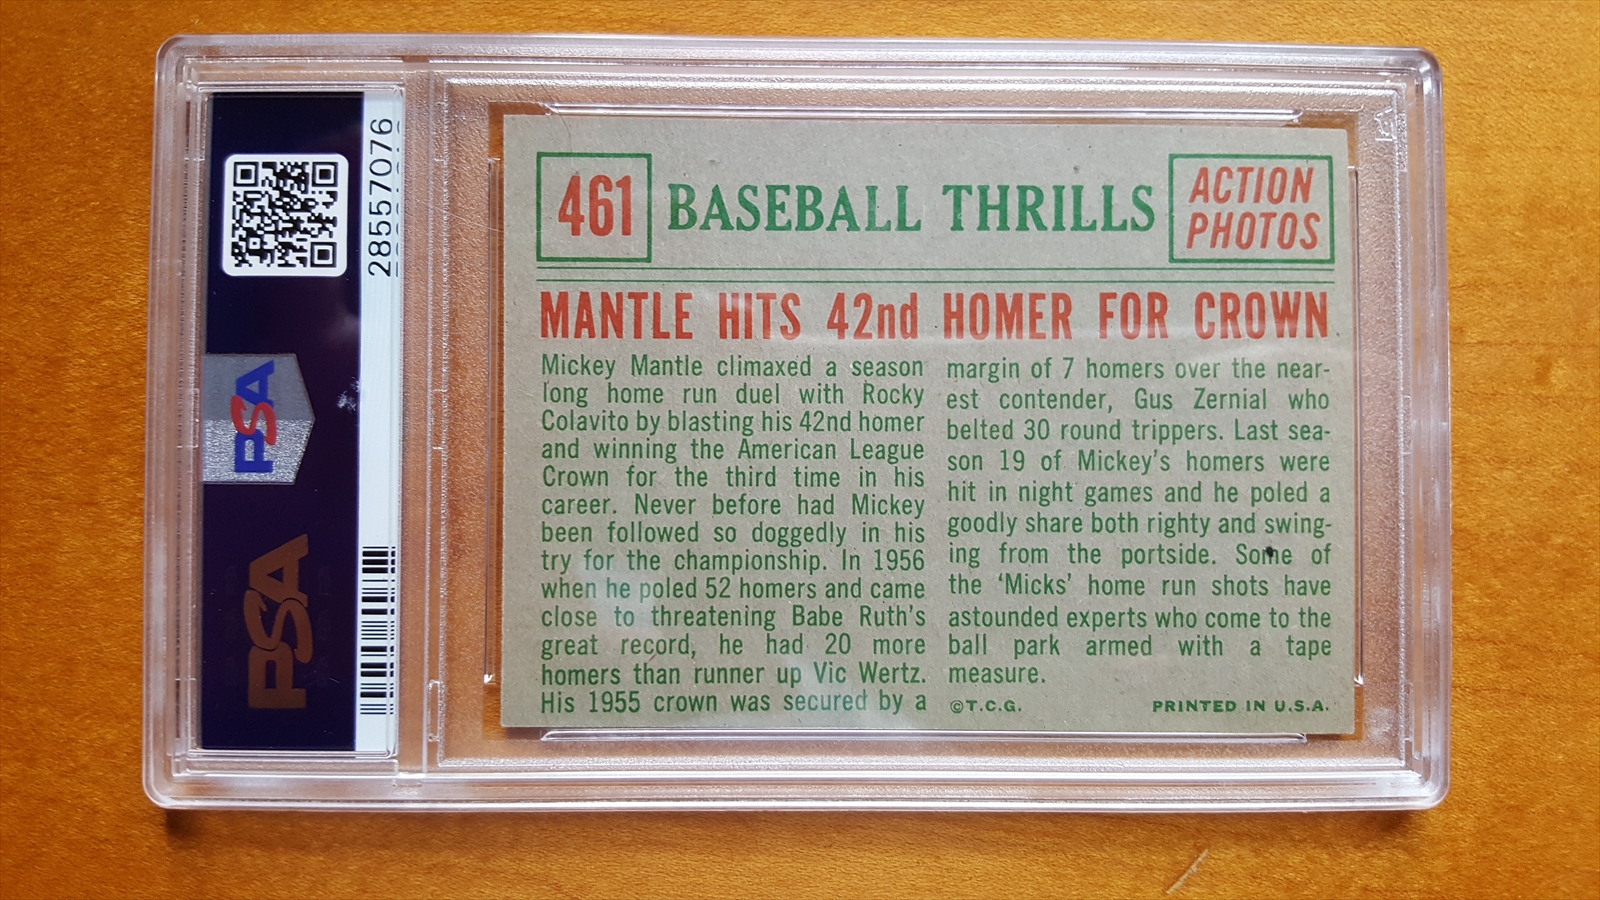 28557076
PSA
PSA
461
BASEBALL THRILLS
ACTION
PHOTOS
MANTLE HITS 42nd HOMER FOR CROWN
Mickey Mantle climaxed a season
long home run duel with Rocky
Colavito by blasting his 42nd homer
and winning the American League
Crown for the third time in his
career. Never before had Mickey
been followed so doggedly in his
try for the championship. In 1956
when he poled 52 homers and came
close to threatening Babe Ruth's
great record, he had 20 more
homers than runner up Vic Wertz.
His 1955 crown was secured by a
margin of 7 homers over the near-
est contender, Gus Zernial who
belted 30 round trippers. Last sea-
son 19 of Mickey's homers were
hit in night games and he poled a
goodly share both righty and swing-
ing from the portside. Some of
the 'Micks' home run shots have
astounded experts who come to the
ball park armed with a tape
measure.
©T.C.G.
PRINTED IN U.S.A.